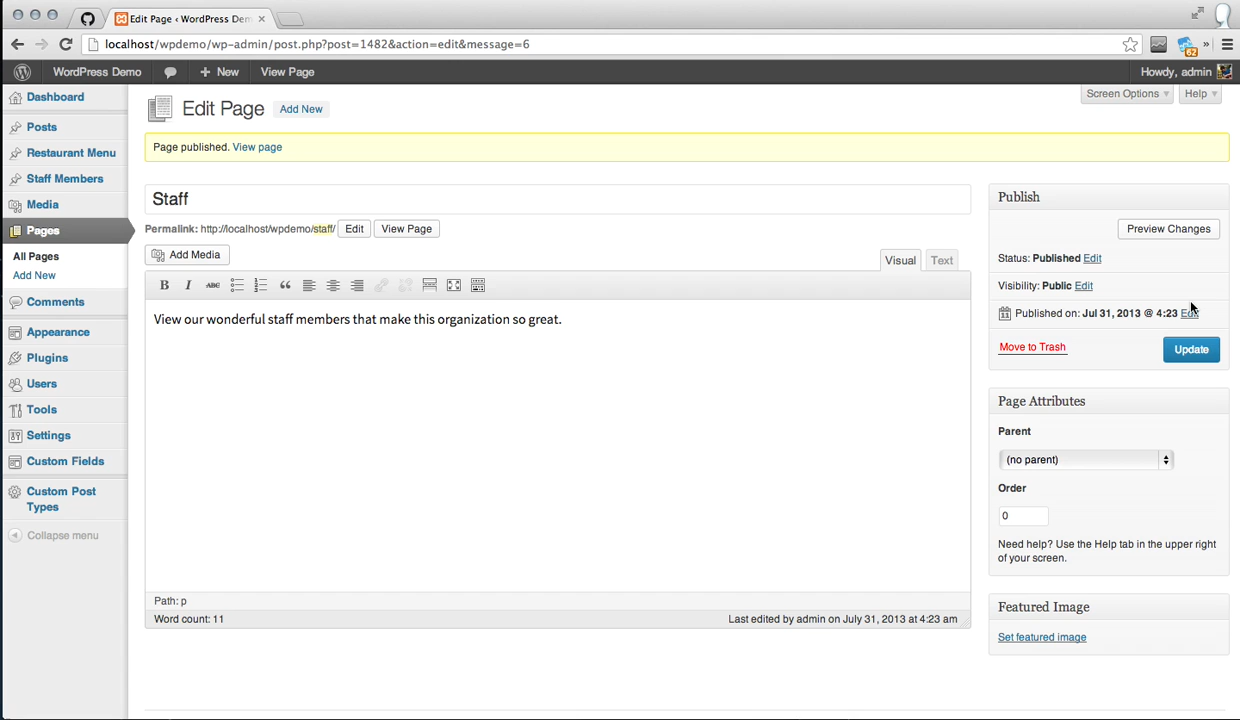 Edit Page ‹ WordPress Dem
localhost/wpdemo/wp-admin/post.php?post=1482&action=edit&message=6
62
WordPress Demo
New
View Page
Howdy, admin
Dashboard
Posts
Restaurant Menu
Staff Members
Media
Pages
All Pages
Add New
Comments
Appearance
Plugins
Users
Tools
Settings
Custom Fields
Custom Post
Types
Collapse menu
Screen Options
Help
Edit Page
Add New
Page published. View page
Staff
Permalink: http://localhost/wpdemo/staff/
Edit
View Page
Add Media
Visual
Text
B
I
ABC
View our wonderful staff members that make this organization so great.
Path: p
Word count: 11
Last edited by admin on July 31, 2013 at 4:23 am
Publish
Preview Changes
Status: Published Edit
Visibility: Public Edit
Published on: Jul 31, 2013 @ 4:23 Edit
Move to Trash
Update
Page Attributes
Parent
(no parent)
Order
0
Need help? Use the Help tab in the upper right
of your screen.
Featured Image
Set featured image